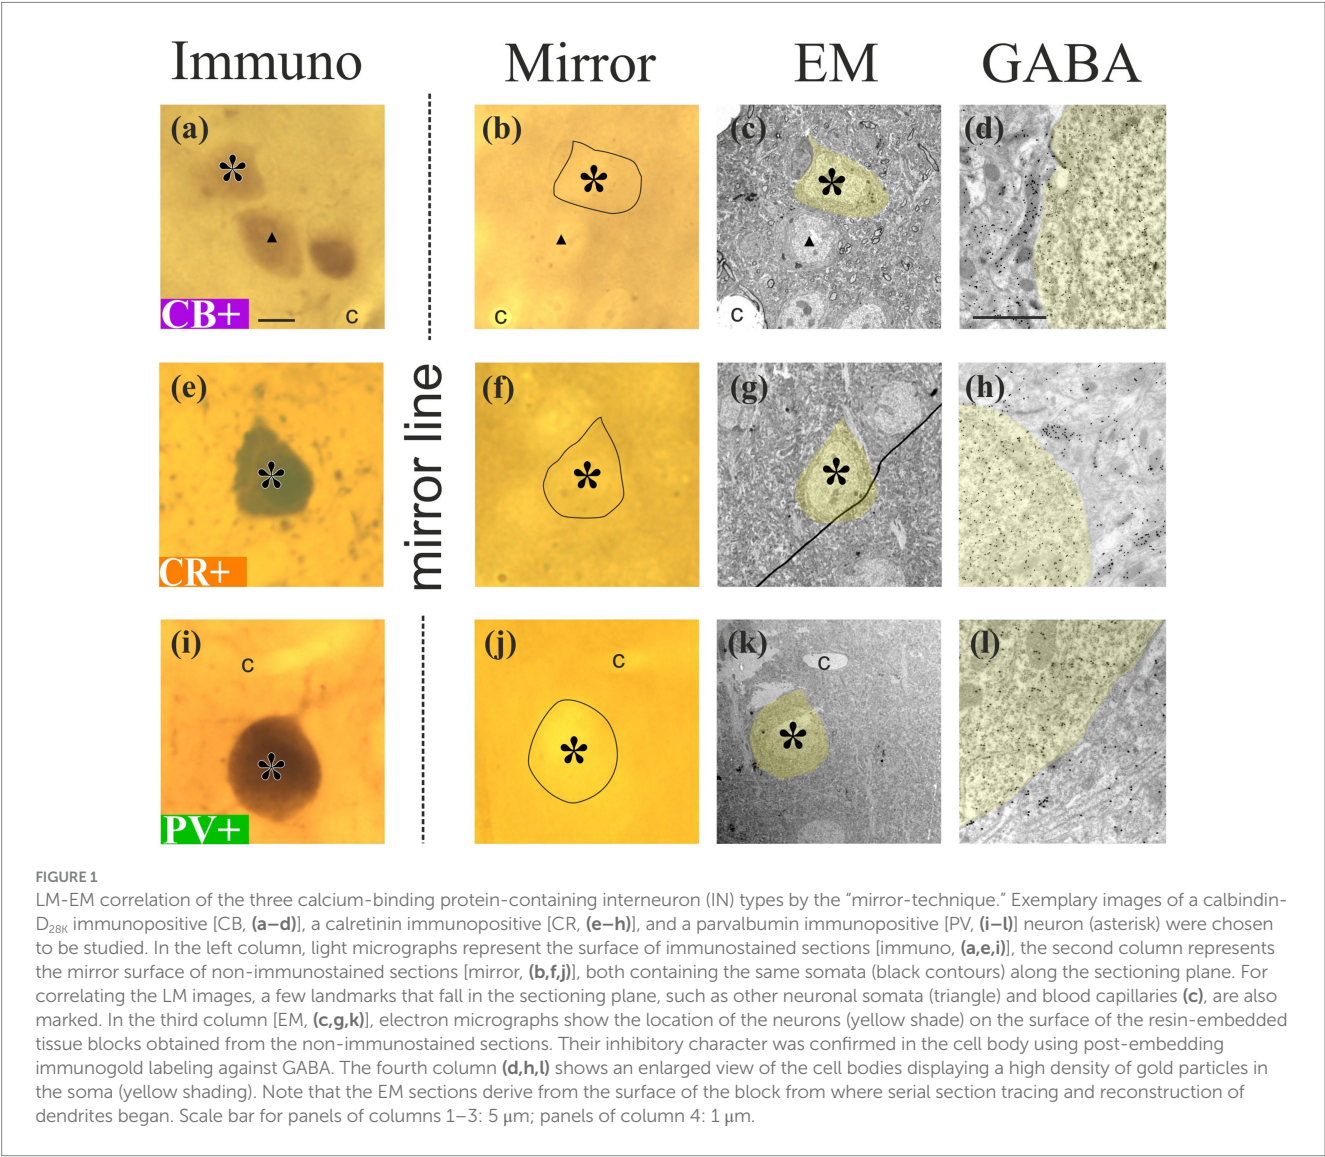 Immuno
Mirror
EM
GABA
(a)
(b)
(c)
(d)
*
*
*
▲
▲
▲
CB+
c
c
c
mirror line
(e)
(f)
(g)
(h)
*
*
*
CR+
(i)
(j)
(k)
(l)
c
c
c
*
*
*
PV+
FIGURE 1
LM-EM correlation of the three calcium-binding protein-containing interneuron (IN) types by the “mirror-technique.” Exemplary images of a calbindin-
D28K immunopositive [CB, (a–d)], a calretinin immunopositive [CR, (e–h)], and a parvalbumin immunopositive [PV, (i–l)] neuron (asterisk) were chosen
to be studied. In the left column, light micrographs represent the surface of immunostained sections [immuno, (a,e,i)], the second column represents
the mirror surface of non-immunostained sections [mirror, (b,f,j)], both containing the same somata (black contours) along the sectioning plane. For
correlating the LM images, a few landmarks that fall in the sectioning plane, such as other neuronal somata (triangle) and blood capillaries (c), are also
marked. In the third column [EM, (c,g,k)], electron micrographs show the location of the neurons (yellow shade) on the surface of the resin-embedded
tissue blocks obtained from the non-immunostained sections. Their inhibitory character was confirmed in the cell body using post-embedding
immunogold labeling against GABA. The fourth column (d,h,l) shows an enlarged view of the cell bodies displaying a high density of gold particles in
the soma (yellow shading). Note that the EM sections derive from the surface of the block from where serial section tracing and reconstruction of
dendrites began. Scale bar for panels of columns 1–3: 5 μm; panels of column 4: 1 μm.